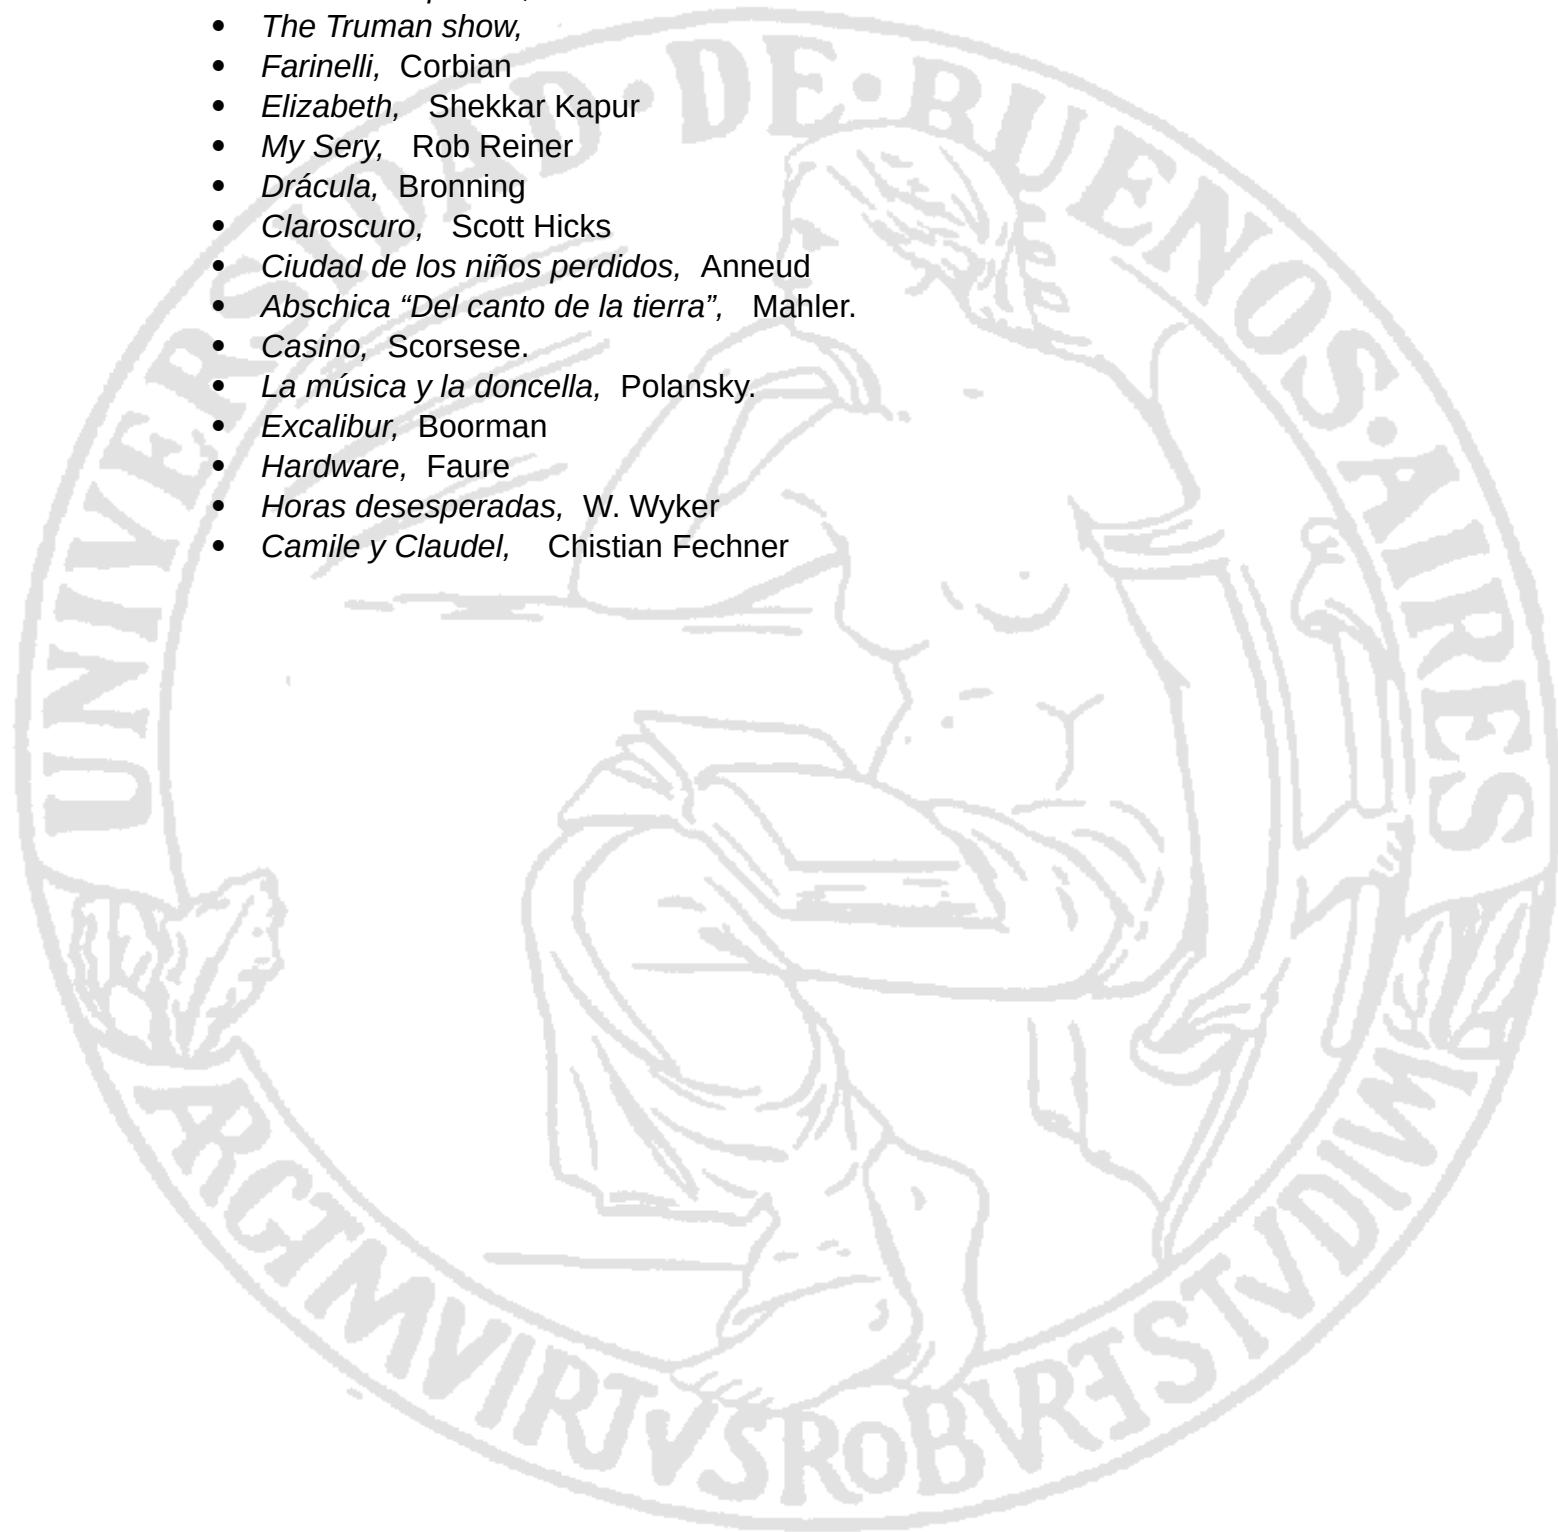 • The Truman show,
• Farinelli, Corbian
• Elizabeth, Shekkar Kapur
• My Sery, Rob Reiner
• Drácula, Bronning
• Claroscuro, Scott Hicks
• Ciudad de los niños perdidos, Anneud
• Abschica “Del canto de la tierra”, Mahler.
• Casino, Scorsese.
• La música y la doncella, Polansky.
• Excalibur, Boorman
• Hardware, Faure
• Horas desesperadas, W. Wyker
• Camile y Claudel, Chistian Fechner
UNIVERSIDAD·DE·BUENOS·AIRES
ARGTMVIRTVSROBVRETSTVDIVM